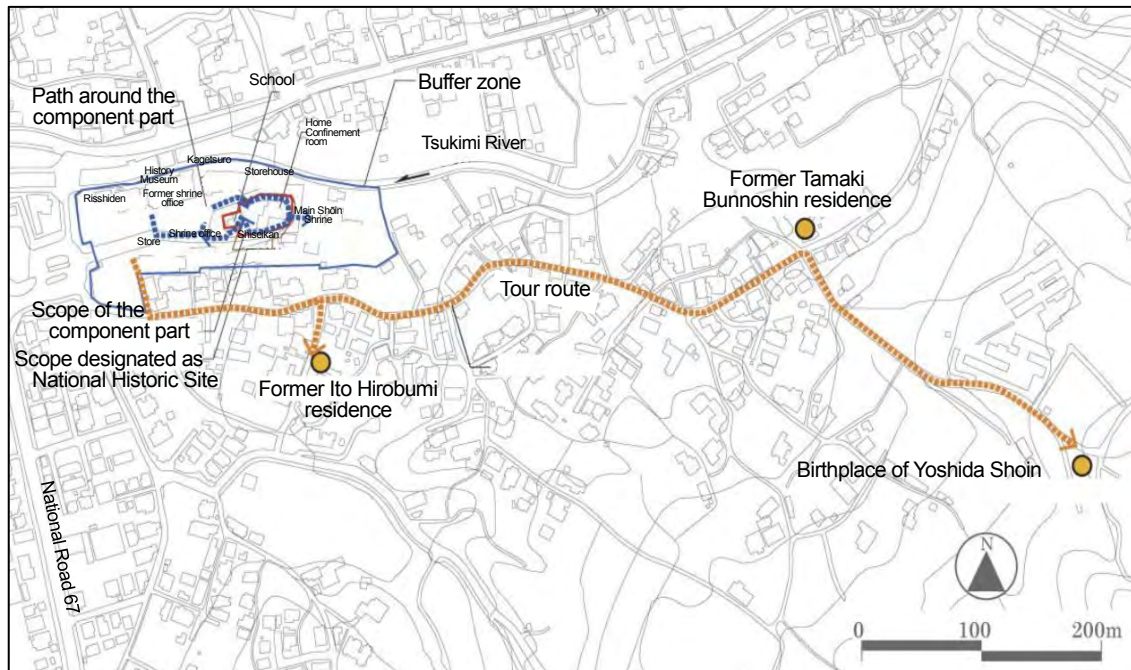 School
Buffer zone
Path around the
component part
Home
Confinement
room
Tsukimi River
Kagetsuro
History
Museum
Storehouse
Risshiden
Former shrine
office
Main Shōin
Shrine
Store
Shrine office
Shiseikan
Former Tamaki
Bunnoshin residence
Tour route
Scope of the
component part
Scope designated as
National Historic Site
Former Ito Hirobumi
residence
Birthplace of Yoshida Shoin
National Road 67
N
0 100 200m